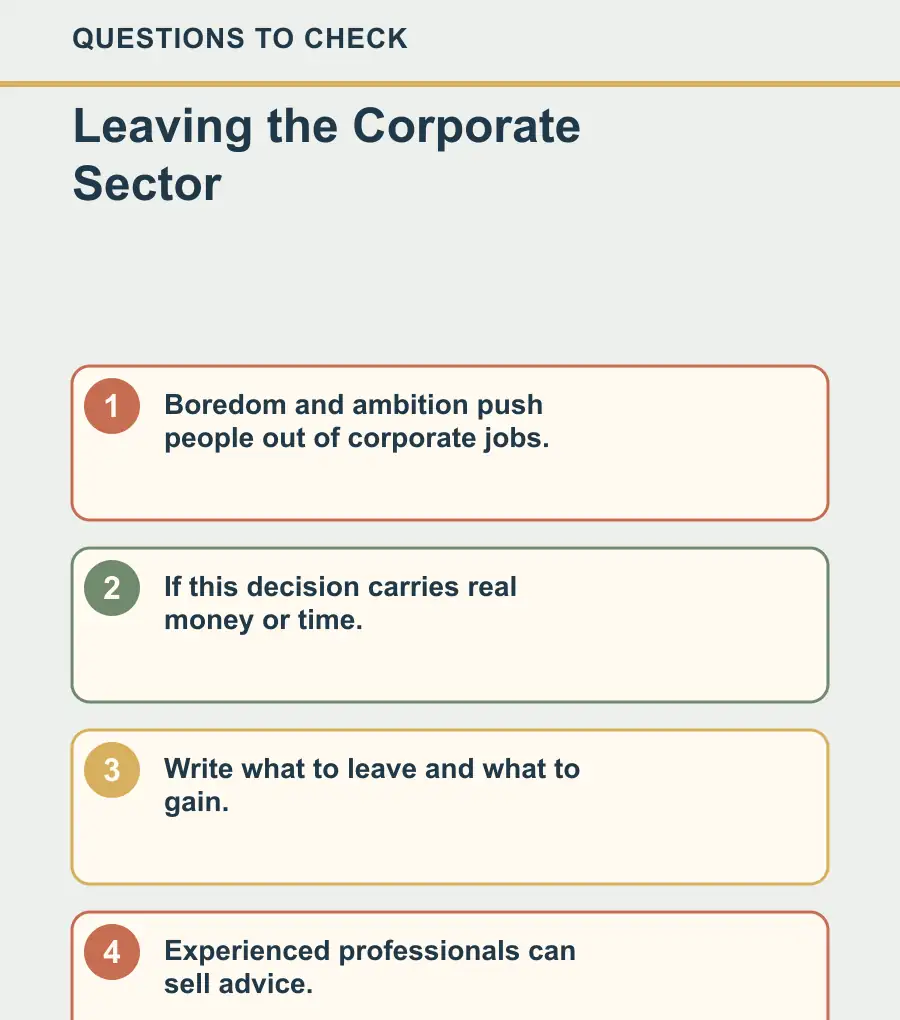 QUESTIONS TO CHECK
Leaving the Corporate
Sector
1
Boredom and ambition push
people out of corporate jobs.
2
If this decision carries real
money or time.
3
Write what to leave and what to
gain.
4
Experienced professionals can
sell advice.